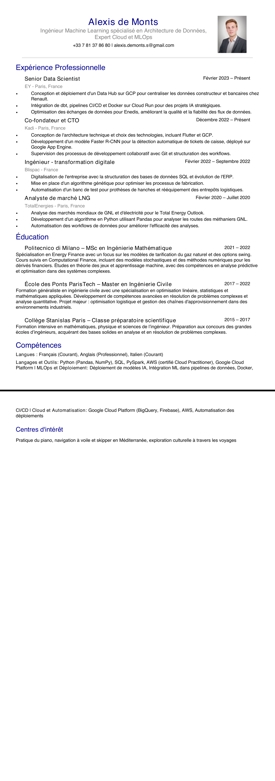 Alexis de Monts
Ingénieur Machine Learning spécialisé en Architecture de Données,
Expert Cloud et MLOps
+33 7 81 37 86 80 | alexis.demonts.s@gmail.com
Expérience Professionnelle
Senior Data Scientist Février 2023 – Présent
EY - Paris, France
• Conception et déploiement d'un Data Hub sur GCP pour centraliser les données constructeur et bancaires chez
Renault.
• Intégration de dbt, pipelines CI/CD et Docker sur Cloud Run pour des projets IA stratégiques.
• Optimisation des échanges de données pour Enedis, améliorant la qualité et la fiabilité des flux de données.
Co-fondateur et CTO Décembre 2022 – Présent
Kadi - Paris, France
• Conception de l'architecture technique et choix des technologies, incluant Flutter et GCP.
• Développement d'un modèle Faster R-CNN pour la détection automatique de tickets de caisse, déployé sur
Google App Engine.
• Supervision des processus de développement collaboratif avec Git et structuration des workflows.
Ingénieur - transformation digitale Février 2022 – Septembre 2022
Btopec - France
• Digitalisation de l'entreprise avec la structuration des bases de données SQL et évolution de l'ERP.
• Mise en place d'un algorithme génétique pour optimiser les processus de fabrication.
• Automatisation d'un banc de test pour prothèses de hanches et réquipement des entrepôts logistiques.
Analyste de marché LNG Février 2020 – Juillet 2020
TotalEnergies - Paris, France
• Analyse des marchés mondiaux de GNL et d'électricité pour le Total Energy Outlook.
• Développement d'un algorithme en Python utilisant Pandas pour analyser les routes des méthaniers GNL.
• Automatisation des workflows de données pour améliorer l'efficacité des analyses.
Éducation
Politecnico di Milano – MSc en Ingénierie Mathématique 2021 – 2022
Spécialisation en Energy Finance avec un focus sur les modèles de tarification du gaz naturel et des options swing.
Cours suivis en Computational Finance, incluant des modèles stochastiques et des méthodes numériques pour les
dérivés financiers. Études en théorie des jeux et apprentissage machine, avec des compétences en analyse prédictive
et optimisation dans des systèmes complexes.
École des Ponts ParisTech – Master en Ingénierie Civile 2017 – 2022
Formation généraliste en ingénierie civile avec une spécialisation en optimisation linéaire, statistiques et
mathématiques appliquées. Développement de compétences avancées en résolution de problèmes complexes et
analyse quantitative. Projet majeur : optimisation logistique et gestion des chaînes d'approvisionnement dans des
environnements industriels.
Collège Stanislas Paris – Classe préparatoire scientifique 2015 – 2017
Formation intensive en mathématiques, physique et sciences de l'ingénieur. Préparation aux concours des grandes
écoles d'ingénieurs, acquérant des bases solides en analyse et en résolution de problèmes complexes.
Compétences
Langues : Français (Courant), Anglais (Professionnel), Italien (Courant)
Langages et Outils: Python (Pandas, NumPy), SQL, PySpark, AWS (certifié Cloud Practitioner), Google Cloud
Platform | MLOps et Déploiement: Déploiement de modèles IA, Intégration ML dans pipelines de données, Docker,
CI/CD | Cloud et Automatisation: Google Cloud Platform (BigQuery, Firebase), AWS, Automatisation des
déploiements
Centres d'intérêt
Pratique du piano, navigation à voile et skipper en Méditerranée, exploration culturelle à travers les voyages